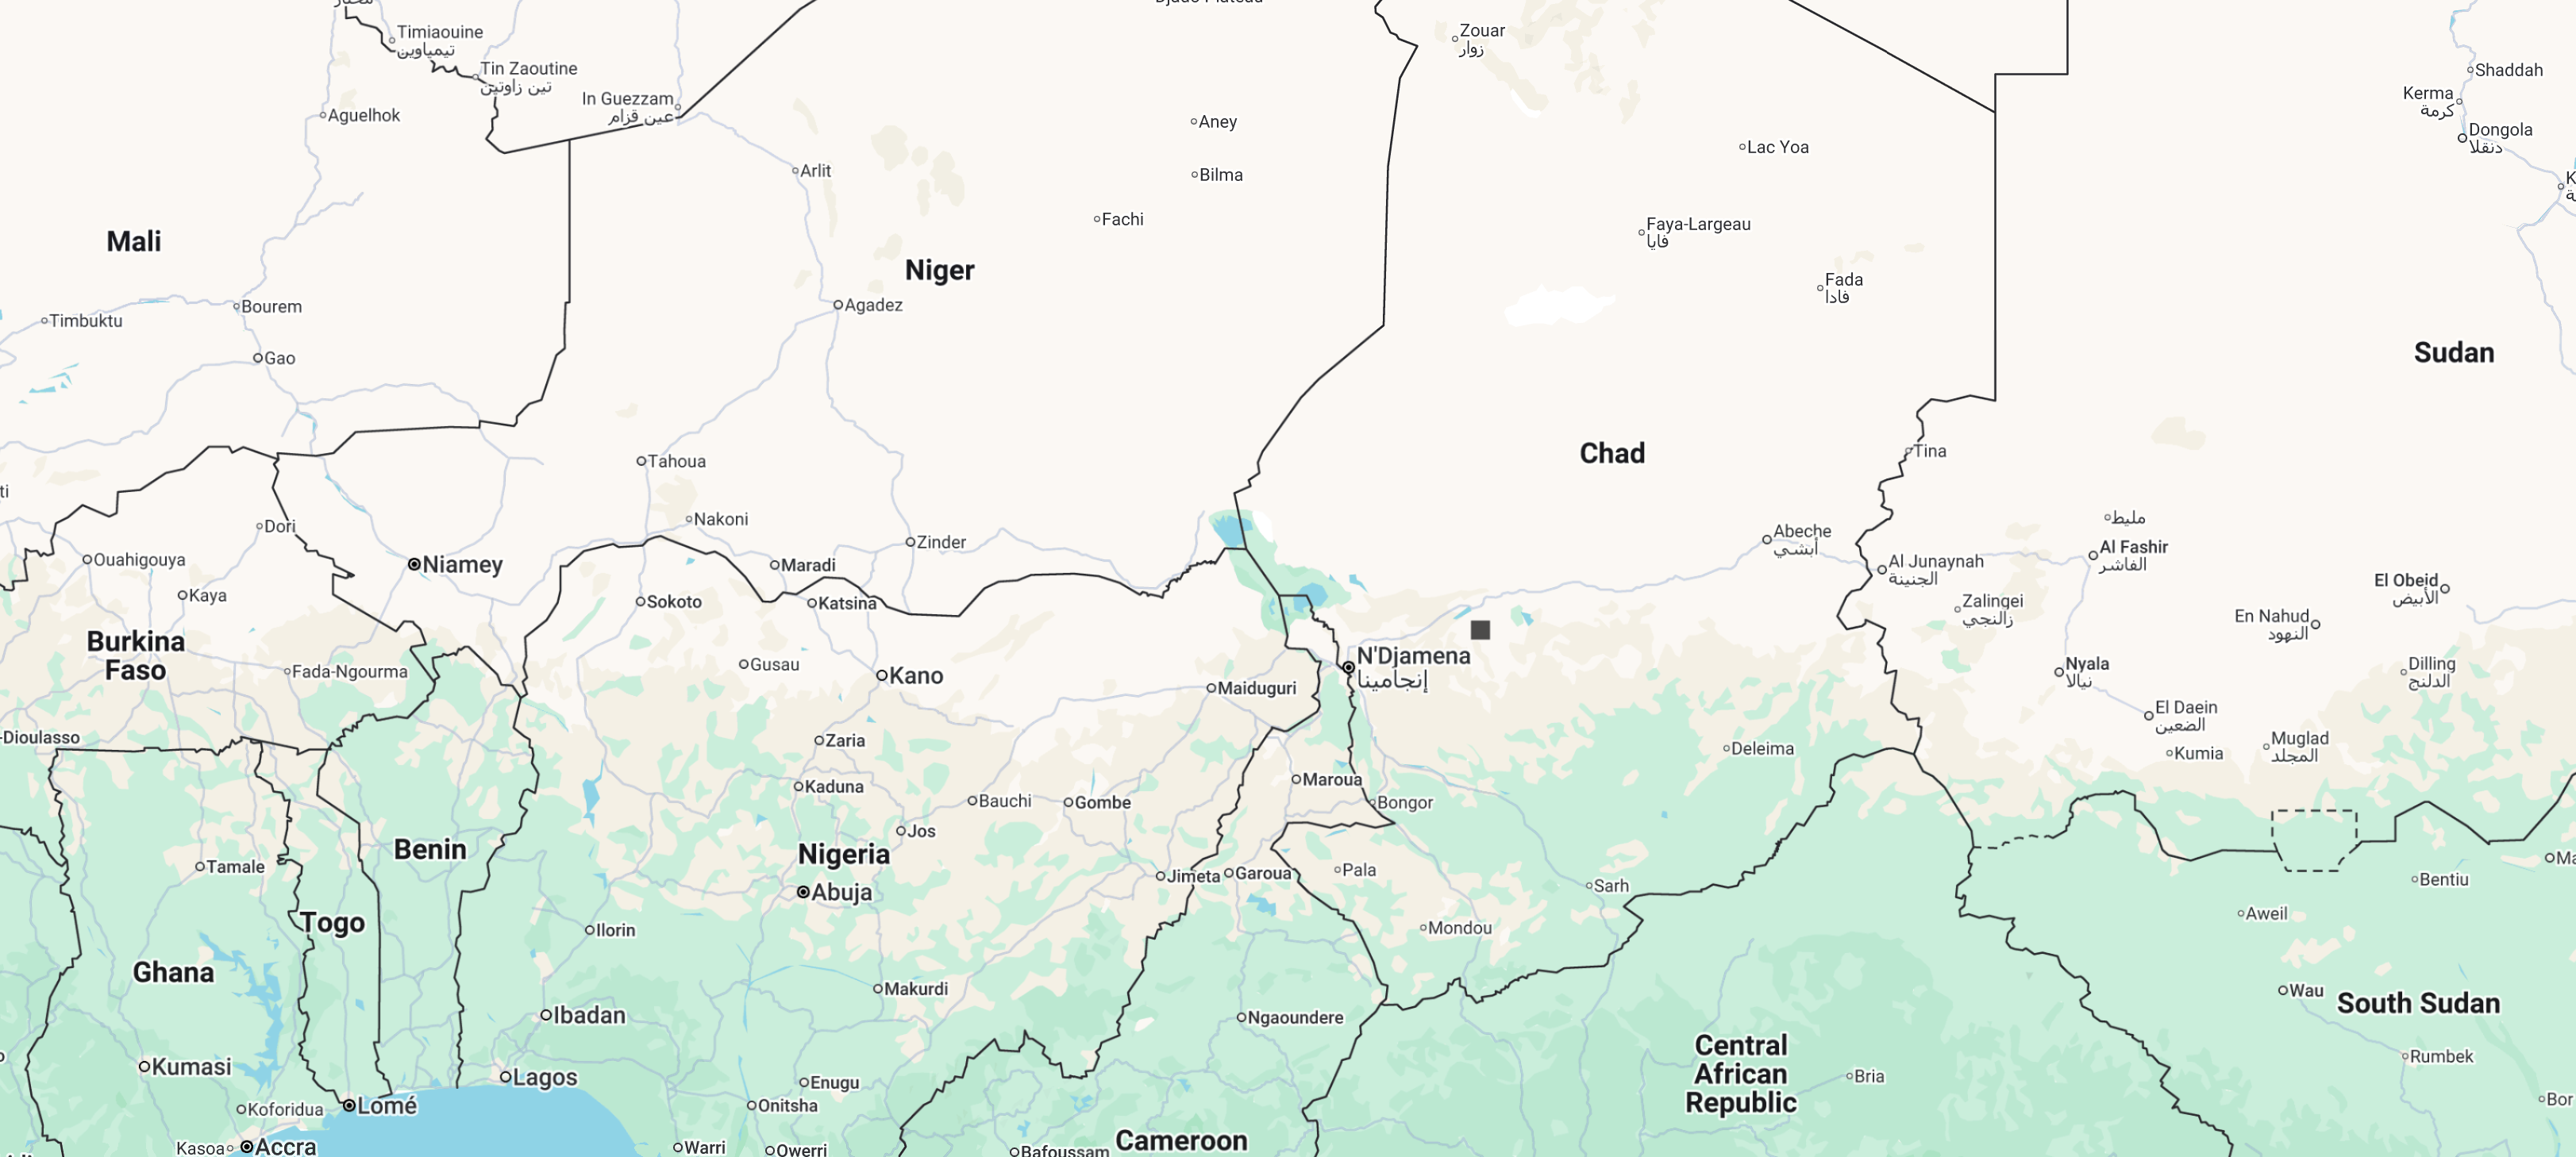 Timiaouine
تيمياوين
Zouar
زوار
Tin Zaoutine
تين زاوتين
Shaddah
In Guezzam
عين قزام
Kerma
كرمة
Aguelhok
Aney
Dongola
دنقلا
Lac Yoa
Arlit
Bilma
Fachi
Faya-Largeau
فايا
Mali
Niger
Fada
فادا
Agadez
Bourem
Timbuktu
Sudan
Gao
Chad
Tina
Tahoua
Nakoni
مليط
Dori
Abeche
أبشي
Zinder
Al Fashir
الفاشر
Ouahigouya
Niamey
Maradi
Al Junaynah
الجنينة
El Obeid
الأبيض
Kaya
Sokoto
Katsina
Zalingei
زالنجي
En Nahud
النهود
Burkina
Faso
Fada-Ngourma
Gusau
Kano
N'Djamena
إنجامينا
Nyala
نيالا
Dilling
الدلنج
Maiduguri
El Daein
الضعين
-Dioulasso
Zaria
Deleima
Kumia
Muglad
المجلد
Kaduna
Maroua
Bauchi
Gombe
Bongor
Jos
Benin
Nigeria
Tamale
Jimeta
Garoua
Pala
Bentiu
Abuja
Sarh
Togo
Aweil
Ilorin
Mondou
Ghana
Makurdi
Wau
South Sudan
Ibadan
Ngaoundere
Central
African
Republic
Kumasi
Lagos
Enugu
Bria
Rumbek
Koforidua
Lomé
Onitsha
Bor
Kasoa
Accra
Warri
Owerri
Bafoussam
Cameroon